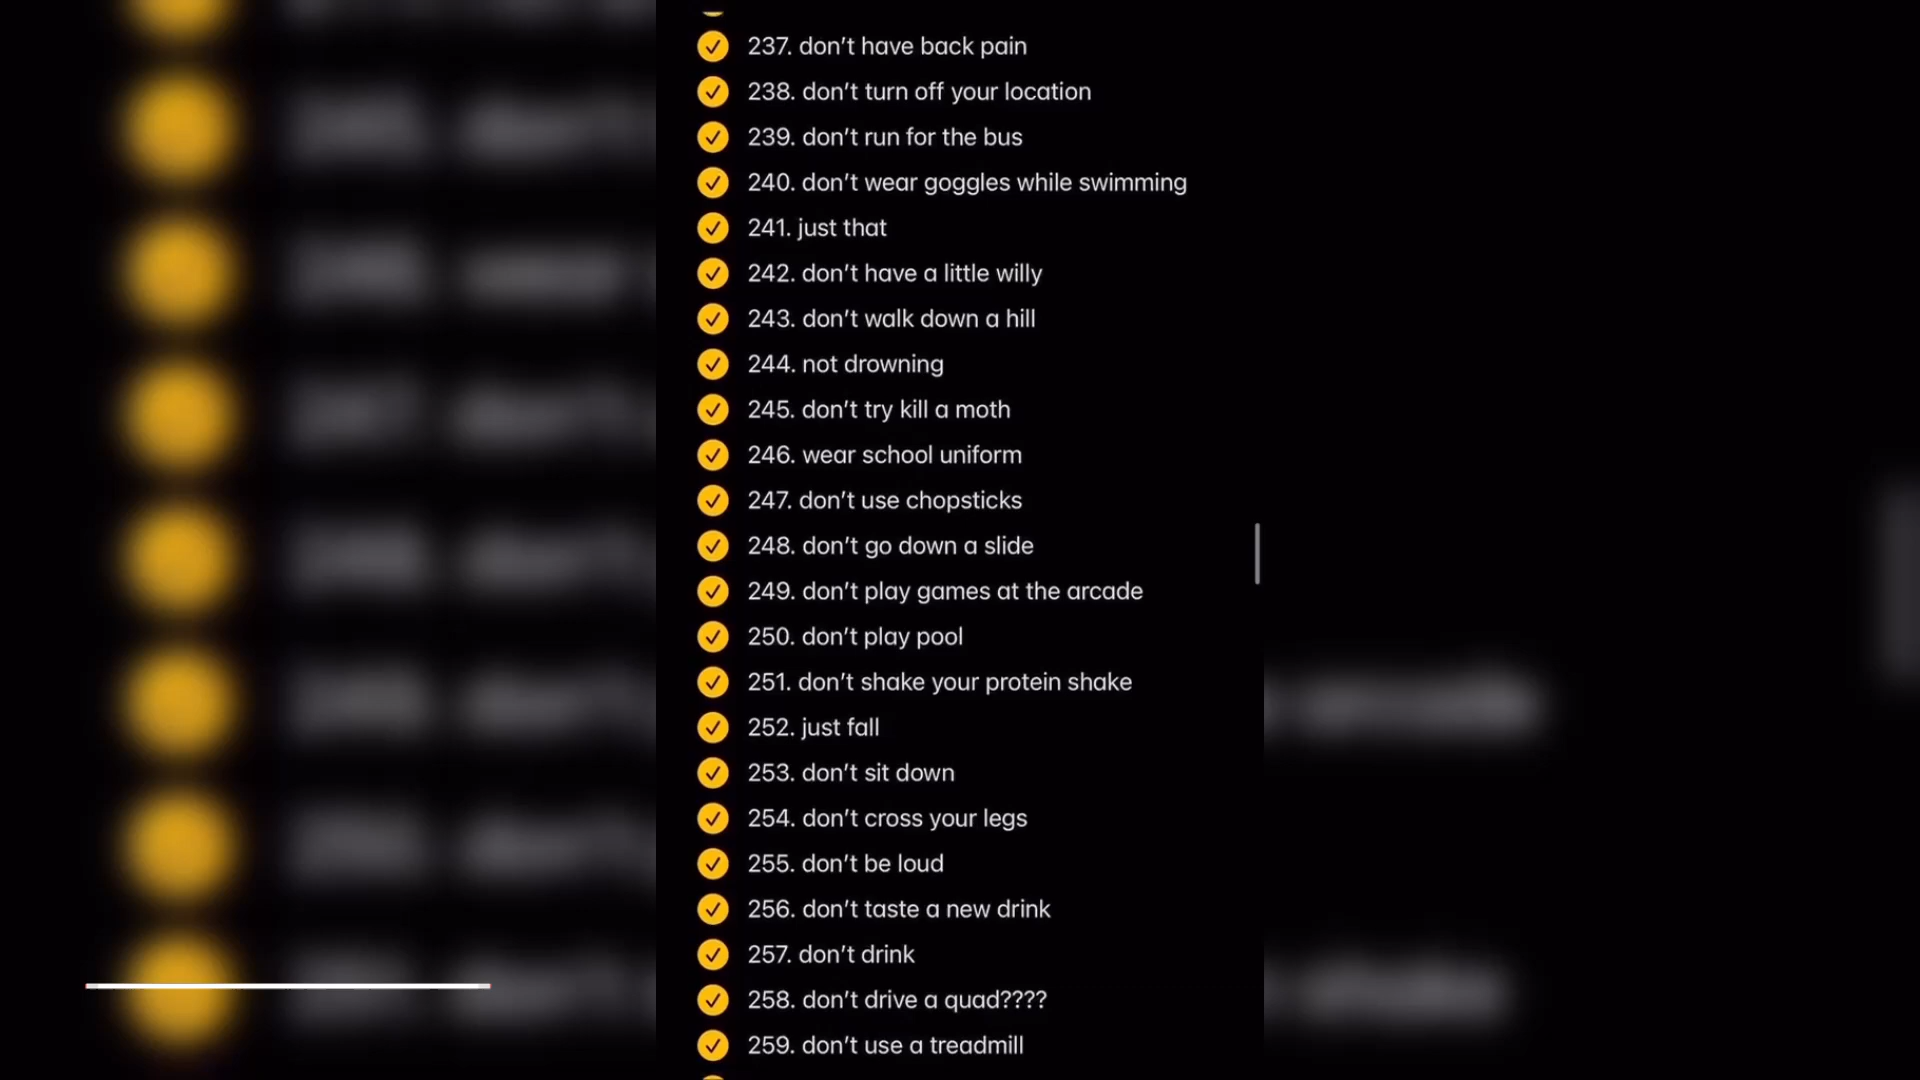 237. don’t have back pain
238. don’t turn off your location
239. don’t run for the bus
240. don’t wear goggles while swimming
241. just that
242. don’t have a little willy
243. don’t walk down a hill
244. not drowning
245. don’t try kill a moth
246. wear school uniform
247. don’t use chopsticks
248. don’t go down a slide
249. don’t play games at the arcade
250. don’t play pool
251. don’t shake your protein shake
252. just fall
253. don’t sit down
254. don’t cross your legs
255. don’t be loud
256. don’t taste a new drink
257. don’t drink
258. don’t drive a quad????
259. don’t use a treadmill